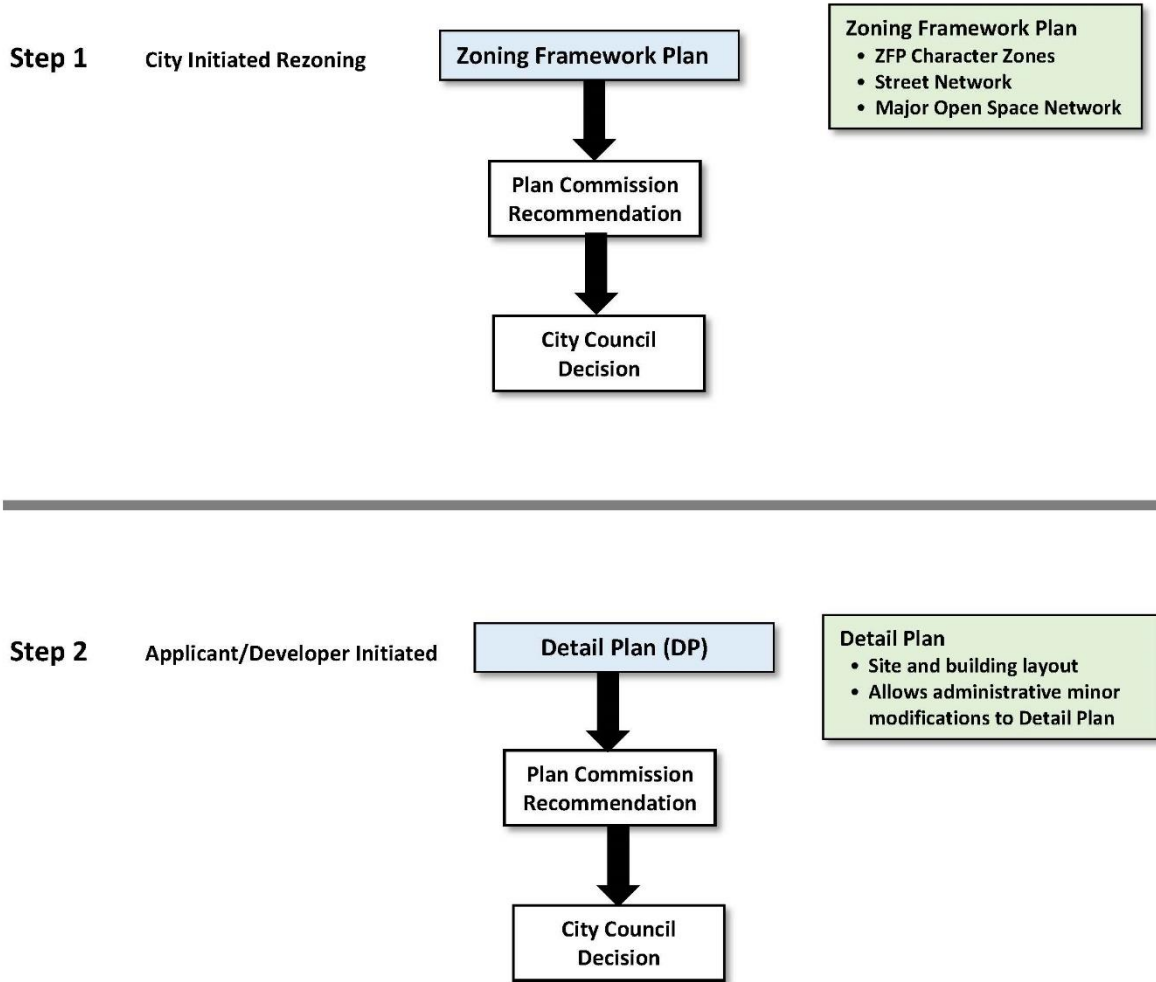 Step 1
City Initiated Rezoning
Zoning Framework Plan
Plan Commission
Recommendation
City Council
Decision
Zoning Framework Plan
• ZFP Character Zones
• Street Network
• Major Open Space Network
Step 2
Applicant/Developer Initiated
Detail Plan (DP)
Plan Commission
Recommendation
City Council
Decision
Detail Plan
• Site and building layout
• Allows administrative minor
modifications to Detail Plan